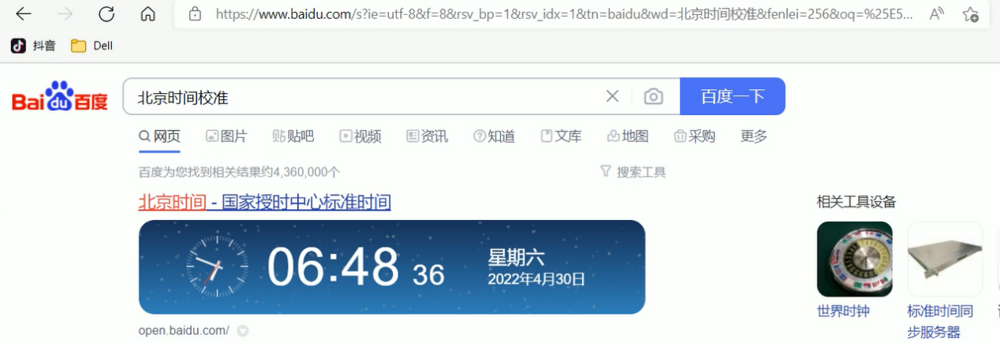 https://www.baidu.com/s?ie=utf-8&f=8&rsv_bp=1&rsv_idx=1&tn=baidu&wd=北京时间校准&fenlei=256&oq=%25E5...
抖音 Dell
Bai du 百度 北京时间校准 百度一下
网页 图片 贴吧 视频 资讯 知道 文库 地图 采购 更多
百度为您找到相关结果约4,360,000个 搜索工具
北京时间 - 国家授时中心标准时间
06:48 36
星期六
2022年4月30日
open.baidu.com/
相关工具设备
世界时钟
标准时间同
步服务器